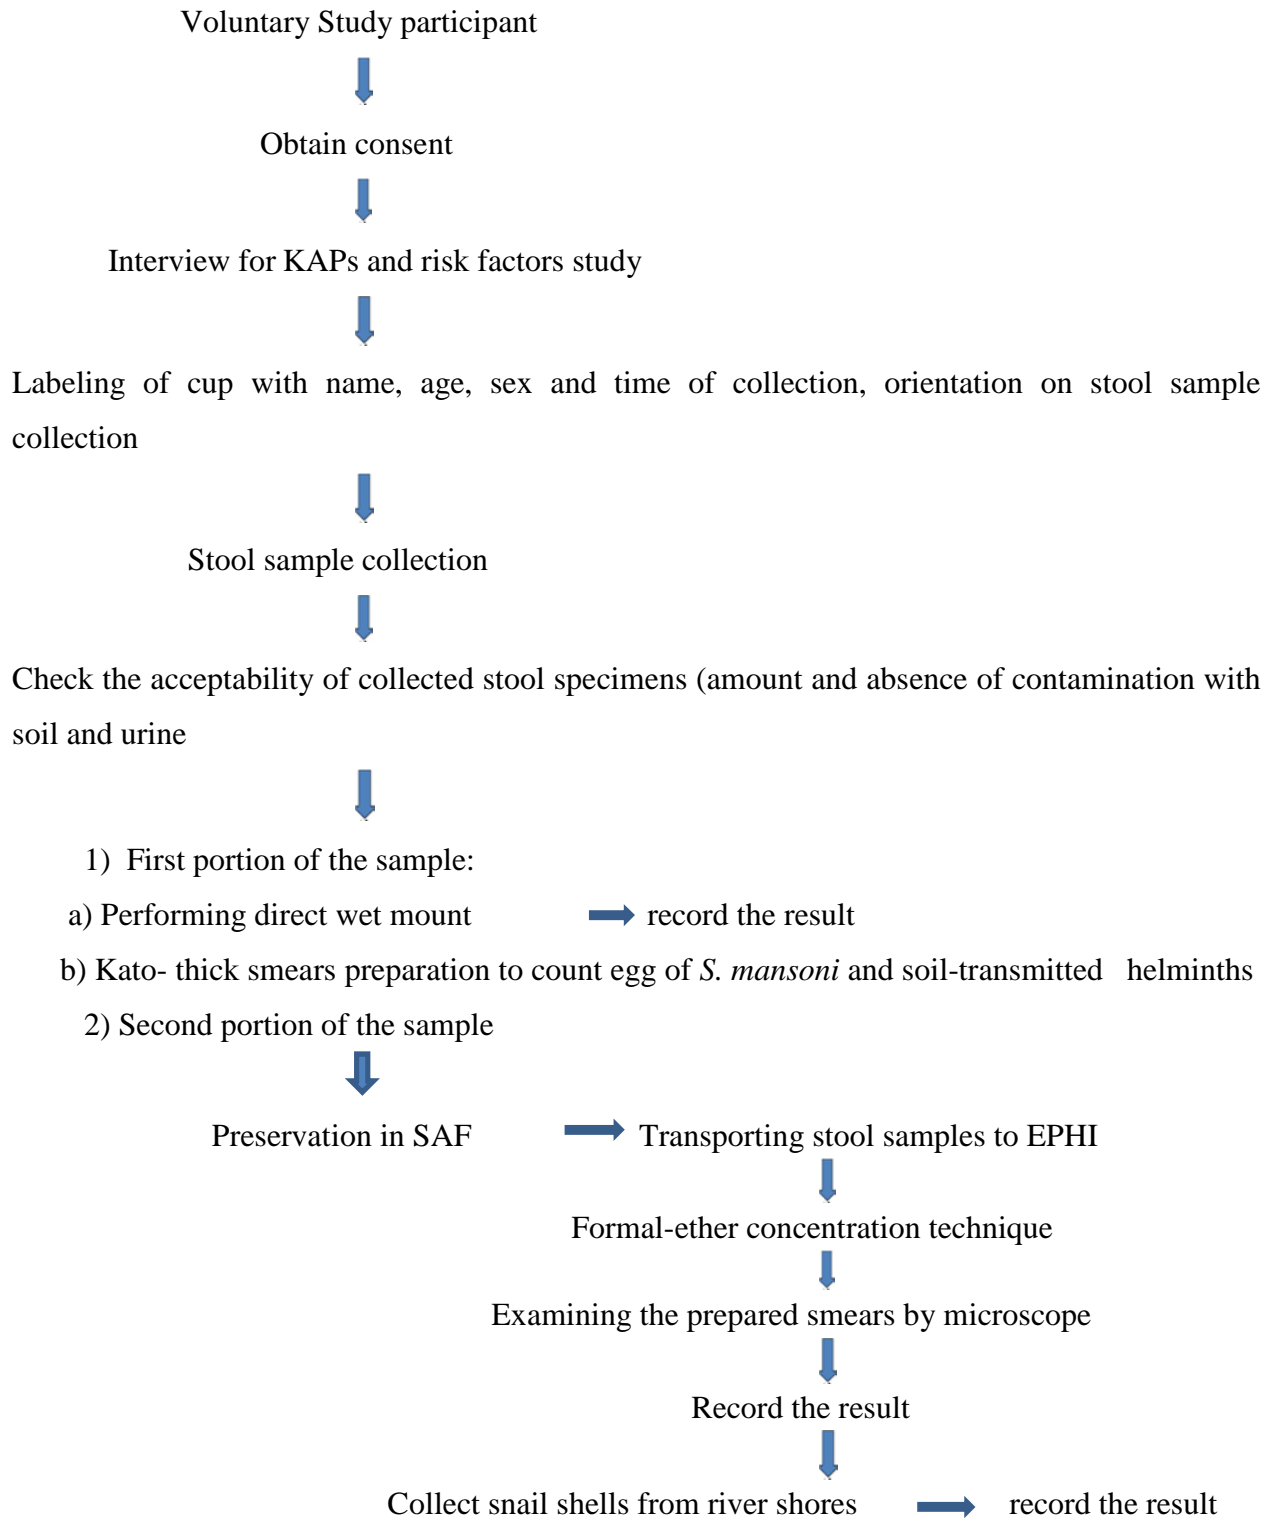 Voluntary Study participant
Obtain consent
Interview for KAPs and risk factors study
Labeling of cup with name, age, sex and time of collection, orientation on stool sample
collection
Stool sample collection
Check the acceptability of collected stool specimens (amount and absence of contamination with
soil and urine
1) First portion of the sample:
a) Performing direct wet mount record the result
b) Kato- thick smears preparation to count egg of S. mansoni and soil-transmitted helminths
2) Second portion of the sample
Preservation in SAF Transporting stool samples to EPHI
Formal-ether concentration technique
Examining the prepared smears by microscope
Record the result
Collect snail shells from river shores record the result